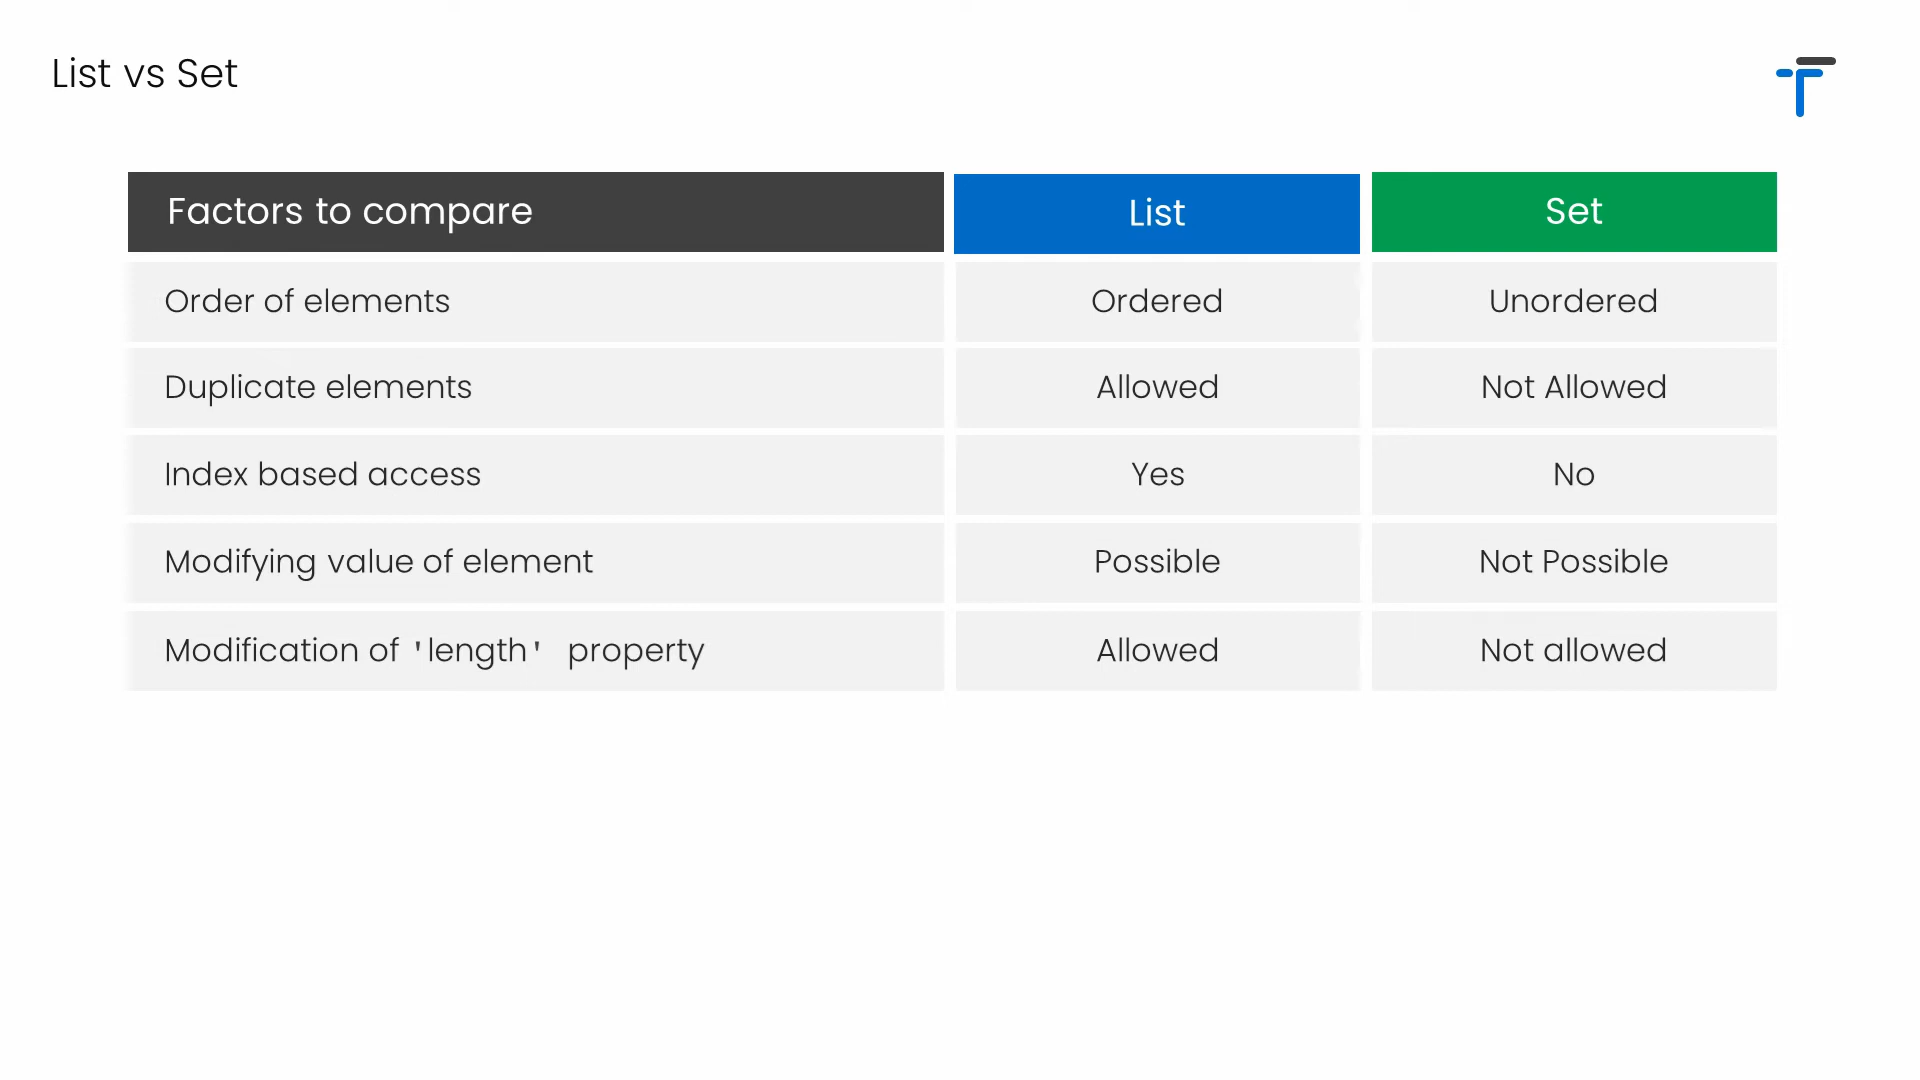 List vs Set
Factors to compare List Set
Order of elements Ordered Unordered
Duplicate elements Allowed Not Allowed
Index based access Yes No
Modifying value of element Possible Not Possible
Modification of 'length' property Allowed Not allowed